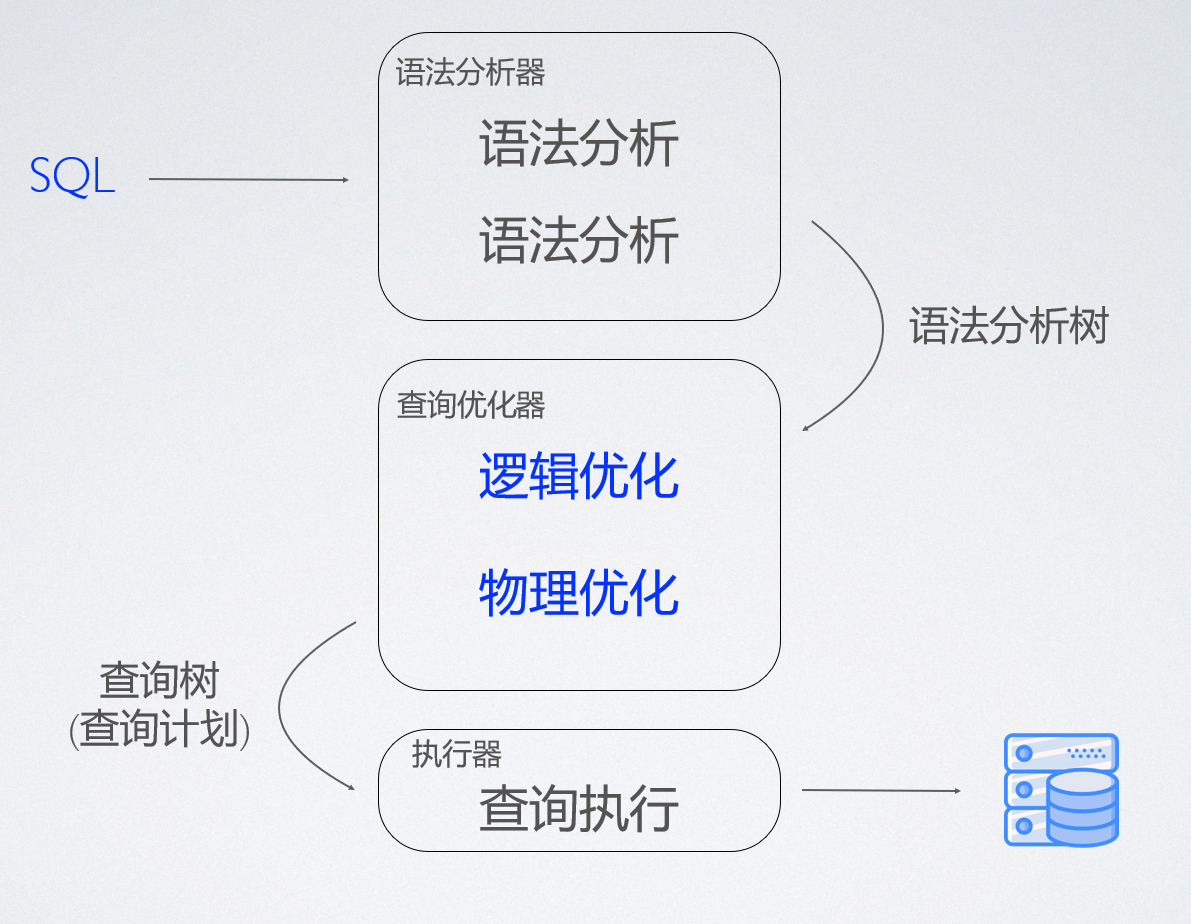 语法分析器
语法分析
SQL
语法分析
语法分析树
查询优化器
逻辑优化
物理优化
查询树
(查询计划)
执行器
查询执行